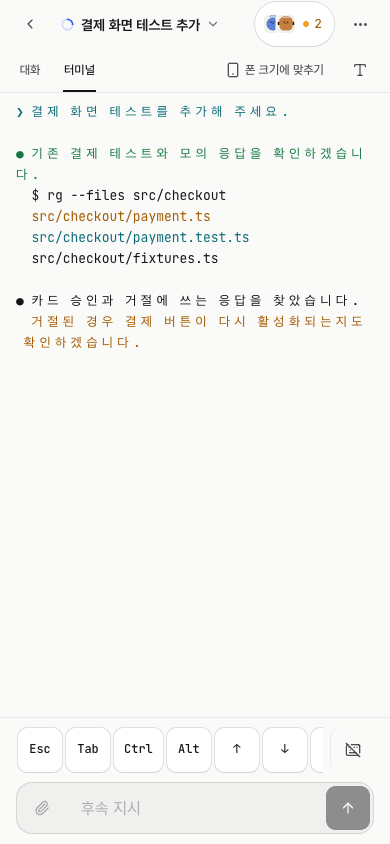 결제 화면 테스트 추가
2
대화
터미널
폰 크기에 맞추기
❯ 결제 화면 테스트를 추가해 주세요.
● 기존 결제 테스트와 모의 응답을 확인하겠습니
다.
$ rg --files src/checkout
src/checkout/payment.ts
src/checkout/payment.test.ts
src/checkout/fixtures.ts
● 카드 승인과 거절에 쓰는 응답을 찾았습니다.
거절된 경우 결제 버튼이 다시 활성화되는지도
확인하겠습니다.
Esc
Tab
Ctrl
Alt
↑
↓
후속 지시